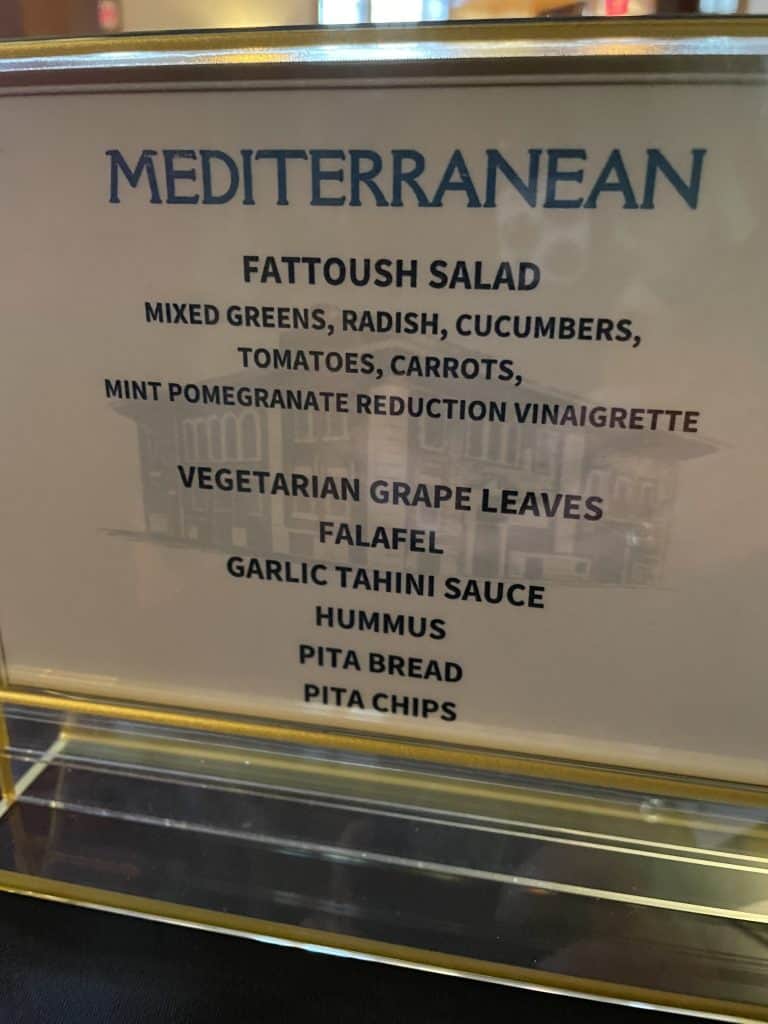 MEDITERRANEAN
FATTOUSH SALAD
MIXED GREENS, RADISH, CUCUMBERS,
TOMATOES, CARROTS,
MINT POMEGRANATE REDUCTION VINAIGRETTE
VEGETARIAN GRAPE LEAVES
FALAFEL
GARLIC TAHINI SAUCE
HUMMUS
PITA BREAD
PITA CHIPS